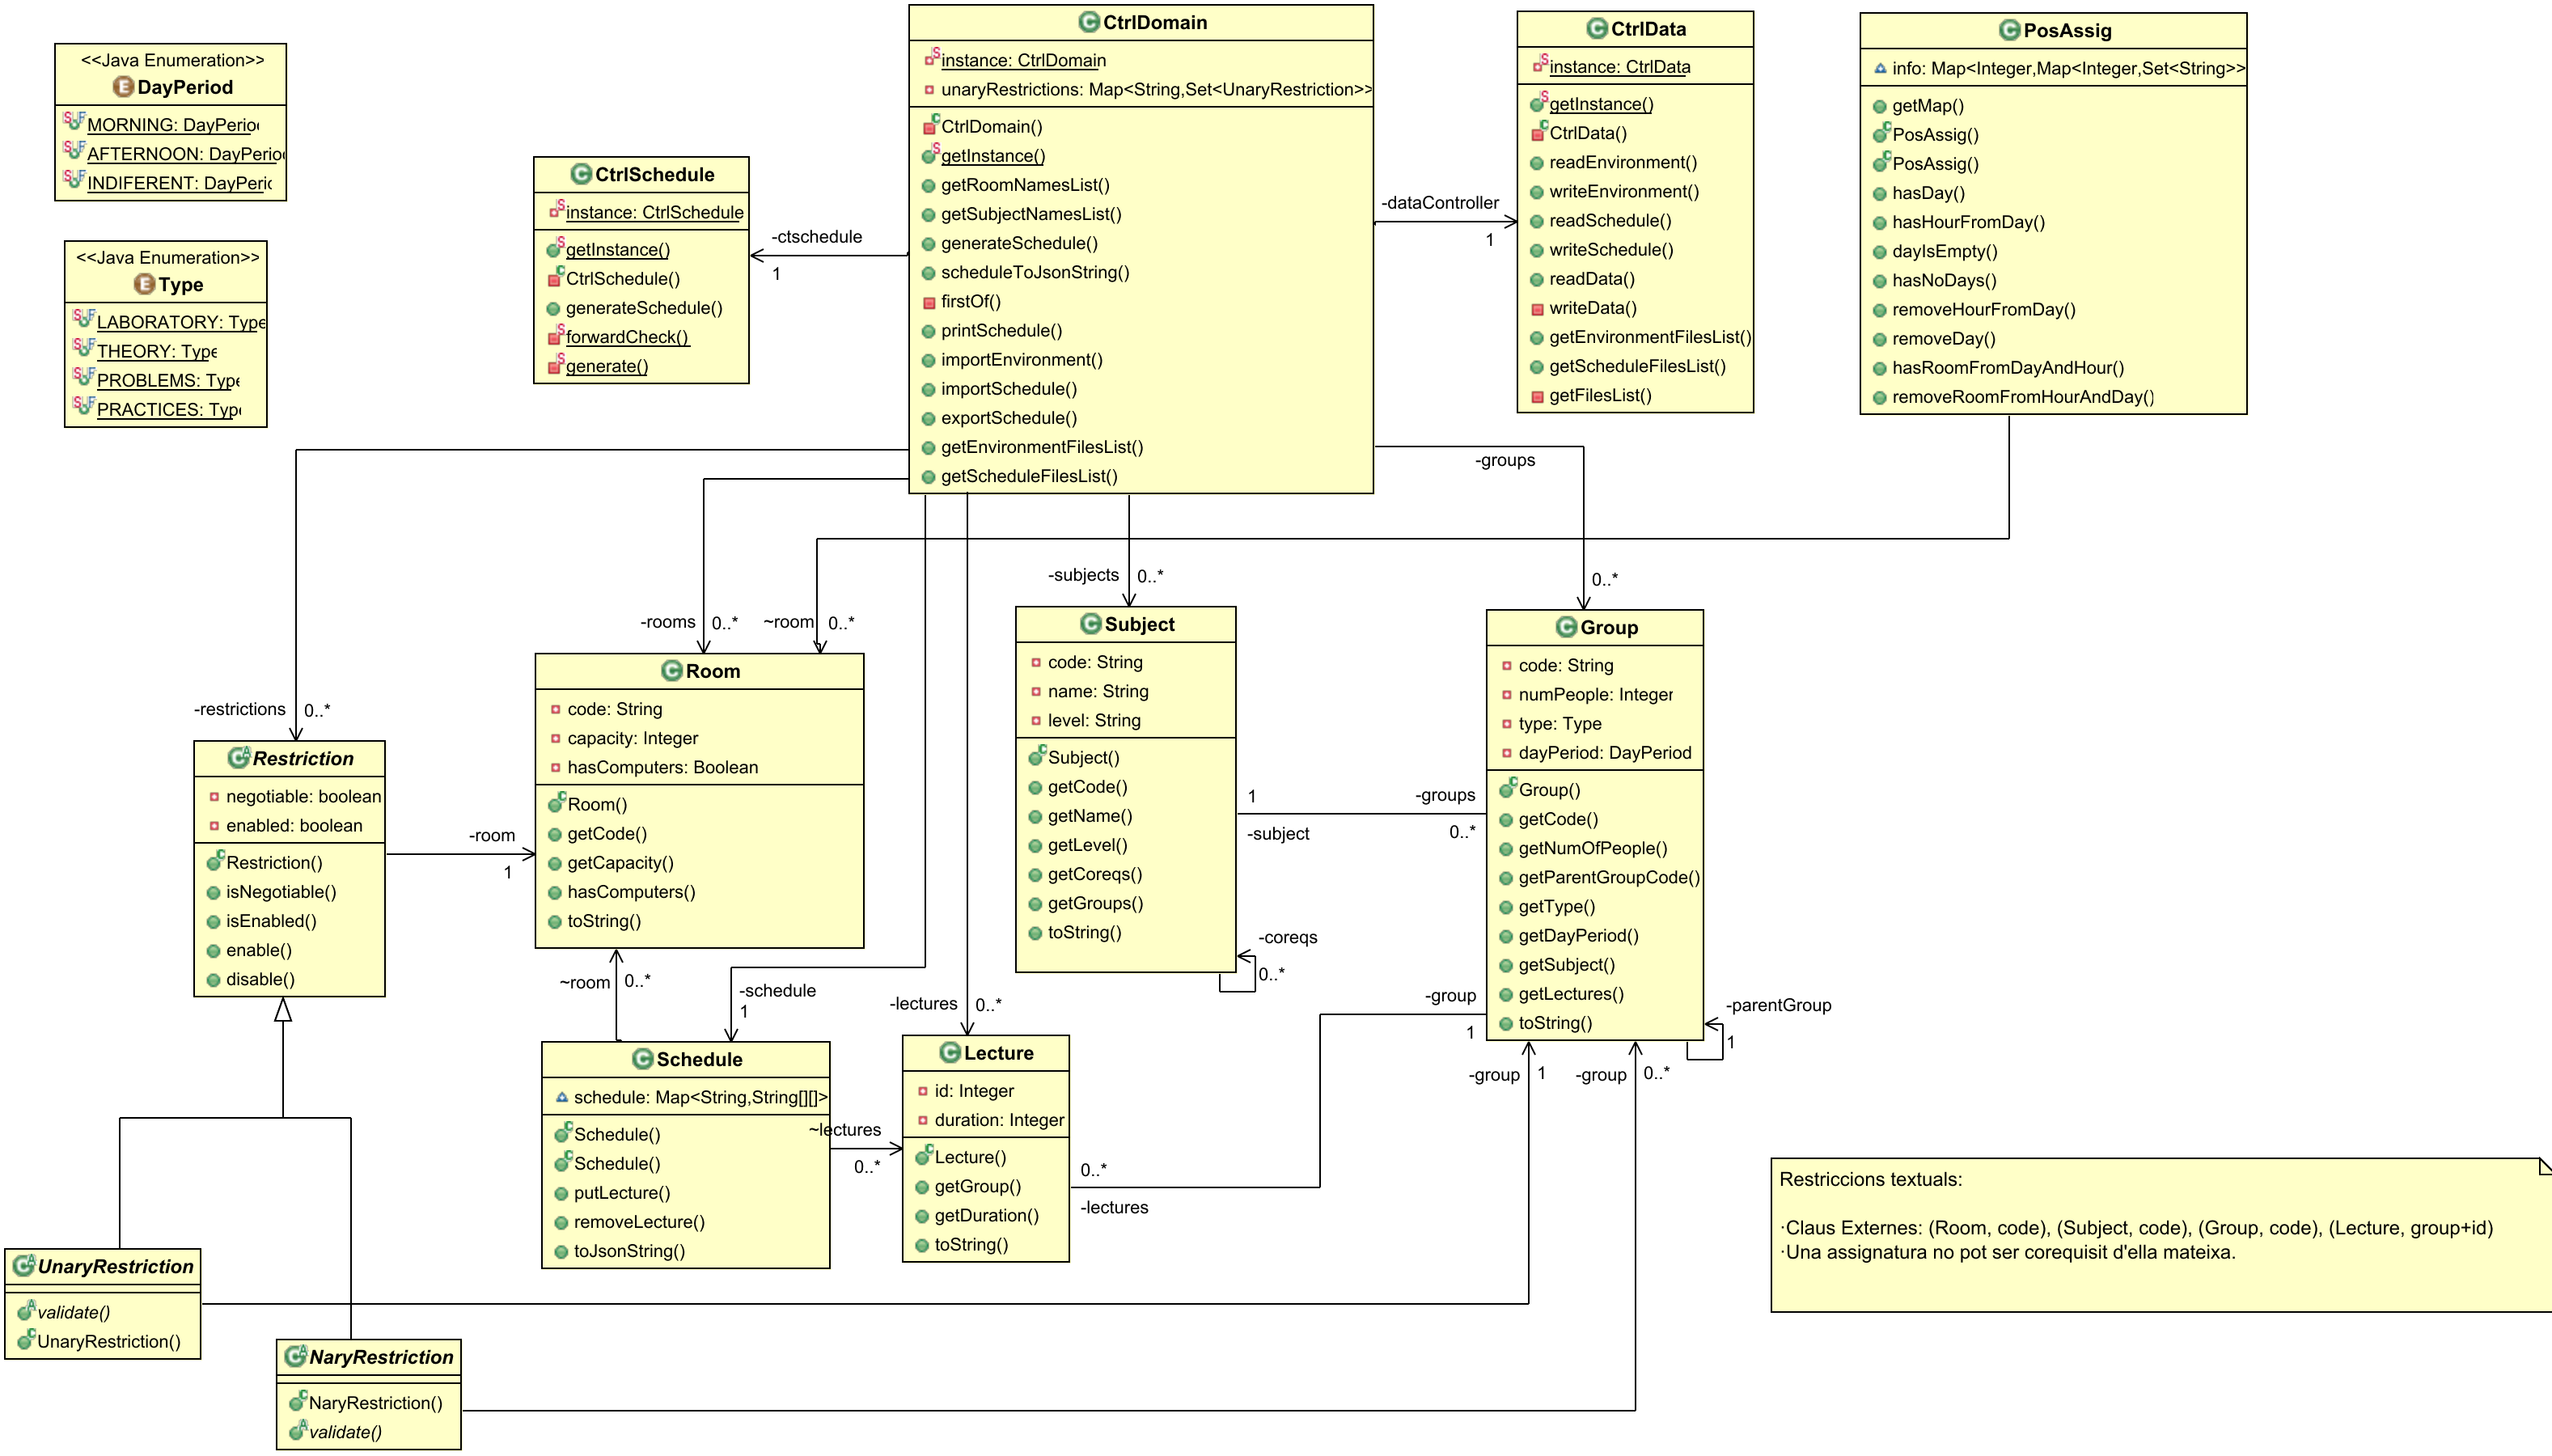 <<Java Enumeration>>
DayPeriod
MORNING: DayPerio
AFTERNOON: DayPerio
INDIFERENT: DayPeri
<<Java Enumeration>>
Type
LABORATORY: Type
THEORY: Type
PROBLEMS: Type
PRACTICES: Type
CtrlSchedule
instance: CtrlSchedule
getInstance()
CtrlSchedule()
generateSchedule()
forwardCheck()
generate()
-ctschedule
1
CtrlDomain
instance: CtrlDomain
unaryRestrictions: Map<String,Set<UnaryRestriction>>
CtrlDomain()
getInstance()
getRoomNamesList()
getSubjectNamesList()
generateSchedule()
scheduleToJsonString()
firstOf()
printSchedule()
importEnvironment()
importSchedule()
exportSchedule()
getEnvironmentFilesList()
getScheduleFilesList()
-dataController
1
CtrlData
instance: CtrlData
getInstance()
CtrlData()
readEnvironment()
writeEnvironment()
readSchedule()
writeSchedule()
readData()
writeData()
getEnvironmentFilesList()
getScheduleFilesList()
getFilesList()
PosAssig
info: Map<Integer,Map<Integer,Set<String>>
getMap()
PosAssig()
PosAssig()
hasDay()
hasHourFromDay()
dayIsEmpty()
hasNoDays()
removeHourFromDay()
removeDay()
hasRoomFromDayAndHour()
removeRoomFromHourAndDay()
-groups
0..*
-subjects 0..*
-rooms 0..*
~room 0..*
-restrictions 0..*
Restriction
negotiable: boolean
enabled: boolean
Restriction()
isNegotiable()
isEnabled()
enable()
disable()
-room
1
Room
code: String
capacity: Integer
hasComputers: Boolean
Room()
getCode()
getCapacity()
hasComputers()
toString()
Subject
code: String
name: String
level: String
Subject()
getCode()
getName()
getLevel()
getCoreqs()
getGroups()
toString()
-coreqs
0..*
1
-subject
-groups
0..*
Group
code: String
numPeople: Integer
type: Type
dayPeriod: DayPeriod
Group()
getCode()
getNumOfPeople()
getParentGroupCode()
getType()
getDayPeriod()
getSubject()
getLectures()
toString()
-parentGroup
1
-group
1
-group 1
-group 0..*
~room 0..*
-schedule
1
-lectures 0..*
Schedule
schedule: Map<String,String[][]>
Schedule()
Schedule()
putLecture()
removeLecture()
toJsonString()
~lectures
0..*
Lecture
id: Integer
duration: Integer
Lecture()
getGroup()
getDuration()
toString()
0..*
-lectures
UnaryRestriction
validate()
UnaryRestriction()
NaryRestriction
NaryRestriction()
validate()
Restriccions textuals:
·Claus Externes: (Room, code), (Subject, code), (Group, code), (Lecture, group+id)
·Una assignatura no pot ser corequisit d'ella mateixa.